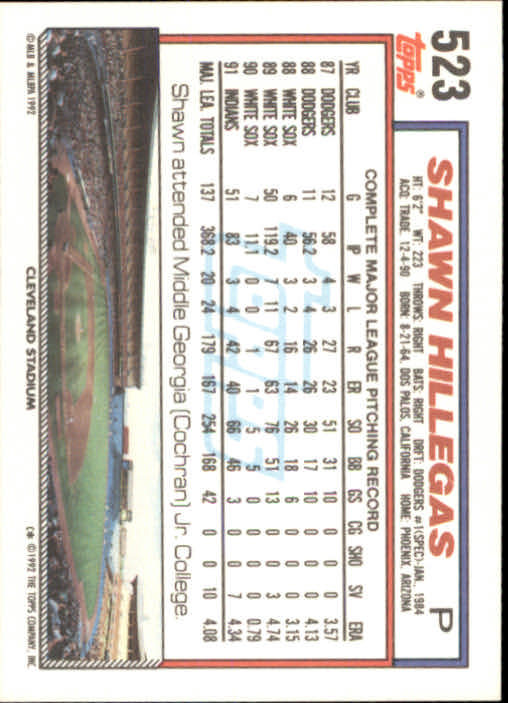 523
TOPPS®
SHAWN HILLEGAS P
HT: 6'2" WT: 223 THROWS: RIGHT BATS: RIGHT DRFT: DODGERS #1(SPEC)-JAN., 1984
ACQ: TRADE, 12-4-90 BORN: 8-21-64, DOS PALOS, CALIFORNIA HOME: PHOENIX, ARIZONA
COMPLETE MAJOR LEAGUE PITCHING RECORD
YR CLUB G IP W L R ER SO BB GS CG SHO SV ERA
87 DODGERS 12 58 4 3 27 23 51 31 10 0 0 0 3.57
88 DODGERS 11 56.2 3 4 26 26 30 17 10 0 0 0 4.13
88 WHITE SOX 6 40 3 2 16 14 26 18 6 0 0 0 3.15
89 WHITE SOX 50 119.2 7 11 67 63 76 51 13 0 0 3 4.74
90 WHITE SOX 7 11.1 0 0 1 1 5 5 0 0 0 0 0.79
91 INDIANS 51 83 3 4 42 40 66 46 3 0 0 7 4.34
MAJ. LEA. TOTALS 137 368.2 20 24 179 167 254 168 42 0 0 10 4.08
Shawn attended Middle Georgia (Cochran) Jr. College.
©MLB & MLBPA 1992
CLEVELAND STADIUM
C* ©1992 THE TOPPS COMPANY, INC.